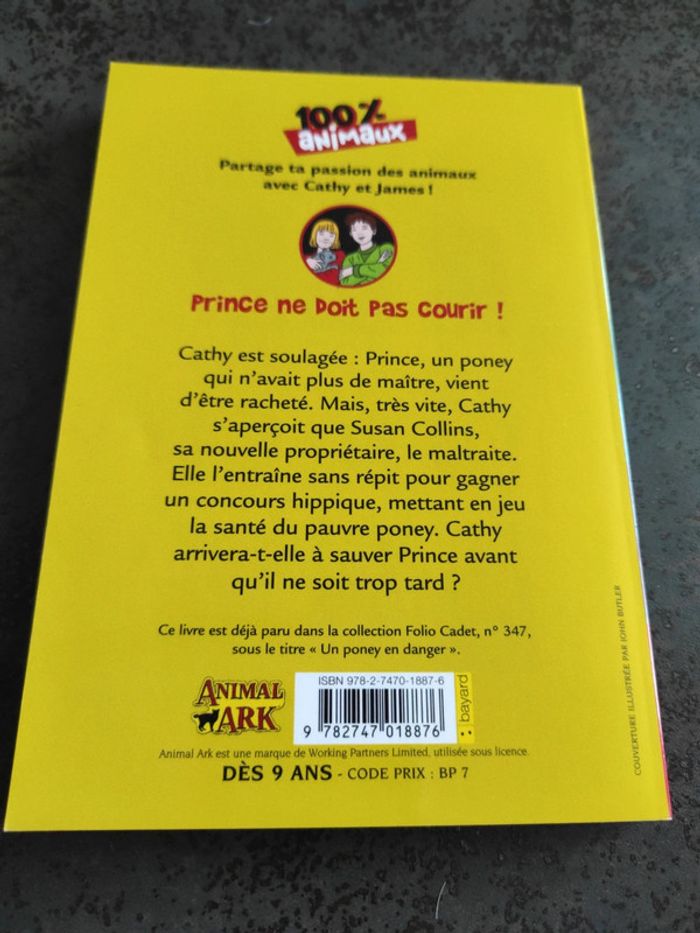 100%
animaux
Partage ta passion des animaux
avec Cathy et James !
Prince ne doit pas courir !
Cathy est soulagée : Prince, un poney
qui n'avait plus de maître, vient
d'être racheté. Mais, très vite, Cathy
s'aperçoit que Susan Collins,
sa nouvelle propriétaire, le maltraite.
Elle l'entraîne sans répit pour gagner
un concours hippique, mettant en jeu
la santé du pauvre poney. Cathy
arrivera-t-elle à sauver Prince avant
qu'il ne soit trop tard ?
Ce livre est déjà paru dans la collection Folio Cadet, n° 347,
sous le titre « Un poney en danger ».
ANIMAL
ARK
ISBN 978-2-7470-1887-6
9 782747 018876
bayard
Animal Ark est une marque de Working Partners Limited, utilisée sous licence.
DÈS 9 ANS - CODE PRIX : BP 7
COUVERTURE ILLUSTRÉE PAR JOHN BUTLER